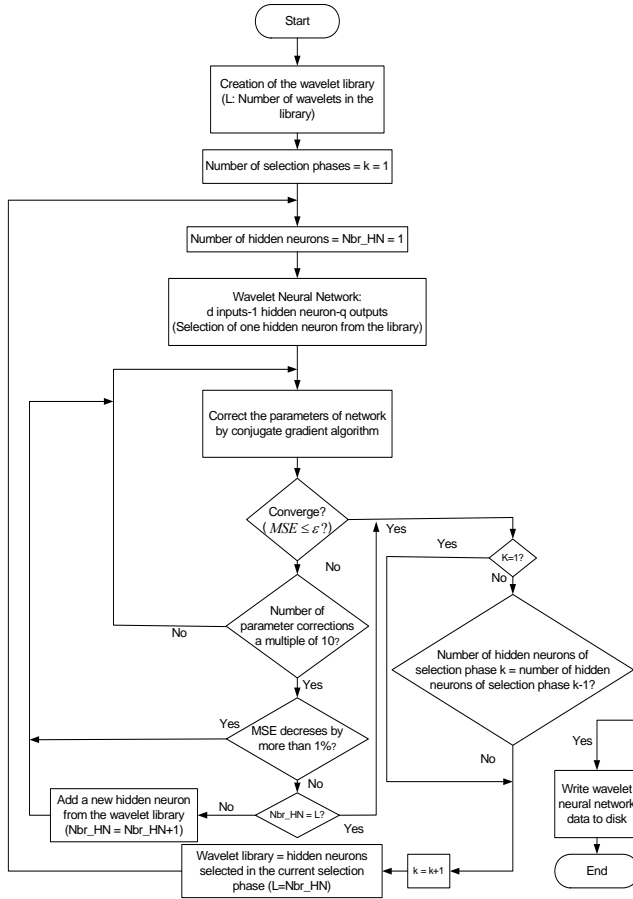 Start
Creation of the wavelet library
(L: Number of wavelets in the
library)
Number of selection phases = k = 1
Number of hidden neurons = Nbr_HN = 1
Wavelet Neural Network:
d inputs-1 hidden neuron-q outputs
(Selection of one hidden neuron from the library)
Correct the parameters of network
by conjugate gradient algorithm
Converge?
(MSE ≤ ε?)
Yes
No
Yes
K=1?
No
Number of
parameter corrections
a multiple of 10?
No
Yes
Number of hidden neurons of
selection phase k = number of hidden
neurons of selection phase k-1?
Yes
No
MSE decreses by
more than 1%?
Yes
No
Nbr_HN = L?
No
Yes
Add a new hidden neuron
from the wavelet library
(Nbr_HN = Nbr_HN+1)
Write wavelet
neural network
data to disk
Wavelet library = hidden neurons
selected in the current selection
phase (L=Nbr_HN)
k = k+1
End